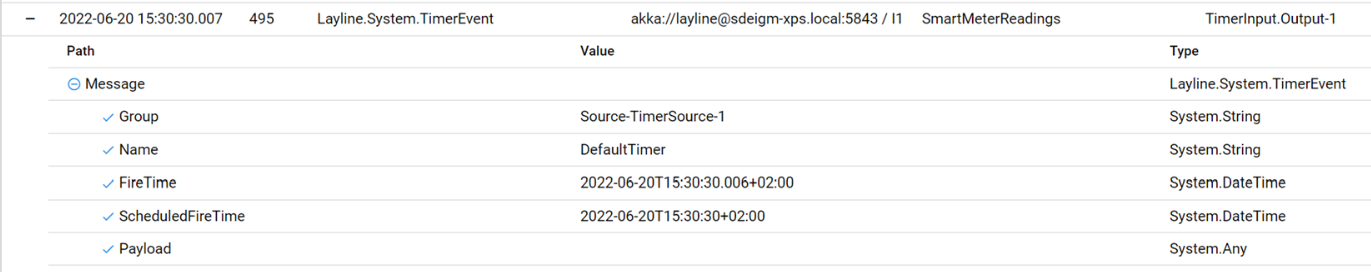 2022-06-20 15:30:30.007 495 Layline.System.TimerEvent akka://layline@sdeigm-xps.local:5843 / I1 SmartMeterReadings TimerInput.Output-1
Path Value Type
Message Layline.System.TimerEvent
Group Source-TimerSource-1 System.String
Name DefaultTimer System.String
FireTime 2022-06-20T15:30:30.006+02:00 System.DateTime
ScheduledFireTime 2022-06-20T15:30:30+02:00 System.DateTime
Payload System.Any